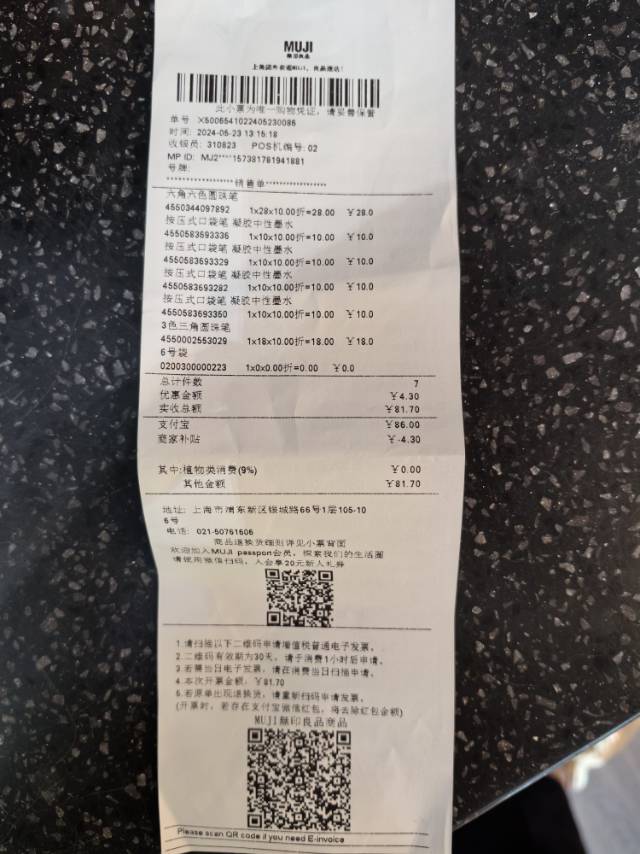 MUJI
無印良品
此小票为唯一购物凭证，请妥善保管
单号 X5006541022405230086
时间: 2024-05-23 13:15:18
收银员: 310823 POS机编号: 02
MP ID: MJ2****157381781941881
号牌:
******************销售单******************
六角六色圆珠笔
4550344097892 1x28x10.00折=28.00 ￥28.0
按压式口袋笔 凝胶中性墨水
4550583693336 1x10x10.00折=10.00 ￥10.0
按压式口袋笔 凝胶中性墨水
4550583693329 1x10x10.00折=10.00 ￥10.0
按压式口袋笔 凝胶中性墨水
4550583693282 1x10x10.00折=10.00 ￥10.0
按压式口袋笔 凝胶中性墨水
4550583693350 1x10x10.00折=10.00 ￥10.0
3色三角圆珠笔
4550002553029 1x18x10.00折=18.00 ￥18.0
6号袋
0200300000223 1x0x0.00折=0.00 ￥0.0
总计件数 7
优惠金额 ￥4.30
实收总额 ￥81.70
支付宝 ￥86.00
商家补贴 ￥-4.30
其中:植物类消费(9%) ￥0.00
其他金额 ￥81.70
地址: 上海市浦东新区银城路66号1层105-10
6号
电话: 021-50761606
商品退换货细则详见小票背面
欢迎加入MUJI passport会员，探索我们的生活圈
请使用微信扫码，入会享20元新人礼券
1.请扫描以下二维码申请增值税普通电子发票。
2.二维码有效期为30天，请于消费1小时后申请。
3.若需当日电子发票，请在消费当日扫描申请。
4.本次开票金额: ￥81.70
5.若原单出现退换货，请重新扫码申请发票。
(开票时，若存在支付宝微信红包，将去除红包金额)
MUJI無印良品商品
Please scan QR code if you need E-invoice